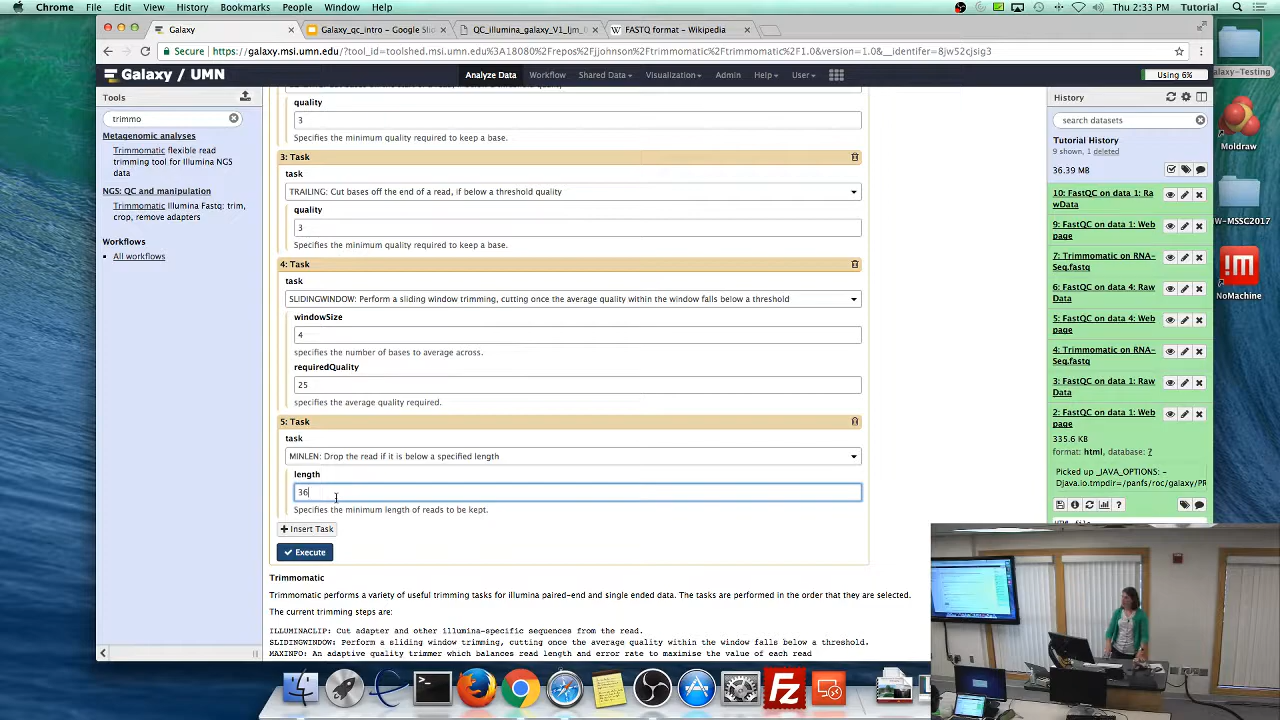 Chrome File Edit View History Bookmarks People Window Help Thu 2:33 PM Tutorial
Galaxy
Galaxy_qc_intro - Google Slid
QC_illumina_galaxy_v1_ljm_
FASTQ format - Wikipedia
Secure https://galaxy.msi.umn.edu/?tool_id=toolshed.msi.umn.edu%3A18080%2Frepos%2Fjjohnson%2Ftrimmomatic%2Ftrimmomatic%2F1.0&version=1.0&__identifer=8jw52cjsig3
Galaxy / UMN
Analyze Data Workflow Shared Data Visualization Admin Help User
Using 6%
Tools
trimmo
Metagenomic analyses
Trimmomatic flexible read
trimming tool for Illumina NGS
data
NGS: QC and manipulation
Trimmomatic Illumina Fastq: trim,
crop, remove adapters
Workflows
All workflows
quality
3
Specifies the minimum quality required to keep a base.
3: Task
task
TRAILING: Cut bases off the end of a read, if below a threshold quality
quality
3
Specifies the minimum quality required to keep a base.
4: Task
task
SLIDINGWINDOW: Perform a sliding window trimming, cutting once the average quality within the window falls below a threshold
windowSize
4
specifies the number of bases to average across.
requiredQuality
25
specifies the average quality required.
5: Task
task
MINLEN: Drop the read if it is below a specified length
length
36
Specifies the minimum length of reads to be kept.
Insert Task
Execute
Trimmomatic
Trimmomatic performs a variety of useful trimming tasks for illumina paired-end and single ended data. The tasks are performed in the order that they are selected.
The current trimming steps are:
ILLUMINACLIP: Cut adapter and other illumina-specific sequences from the read.
SLIDINGWINDOW: Perform a sliding window trimming, cutting once the average quality within the window falls below a threshold.
MAXINFO: An adaptive quality trimmer which balances read length and error rate to maximise the value of each read
History
search datasets
Tutorial History
9 shown, 1 deleted
36.39 MB
10: FastQC on data 1: Ra
wData
9: FastQC on data 1: Web
page
7: Trimmomatic on RNA-
Seq.fastq
6: FastQC on data 4: Raw
Data
5: FastQC on data 4: Web
page
4: Trimmomatic on RNA-
Seq.fastq
3: FastQC on data 1: Raw
Data
2: FastQC on data 1: Web
page
335.6 KB
format: html, database: ?
Picked up _JAVA_OPTIONS: -
Djava.io.tmpdir=/panfs/roc/galaxy/PR
alaxy-Testing
Moldraw
W-MSSC2017
!M
NoMachine
Fz